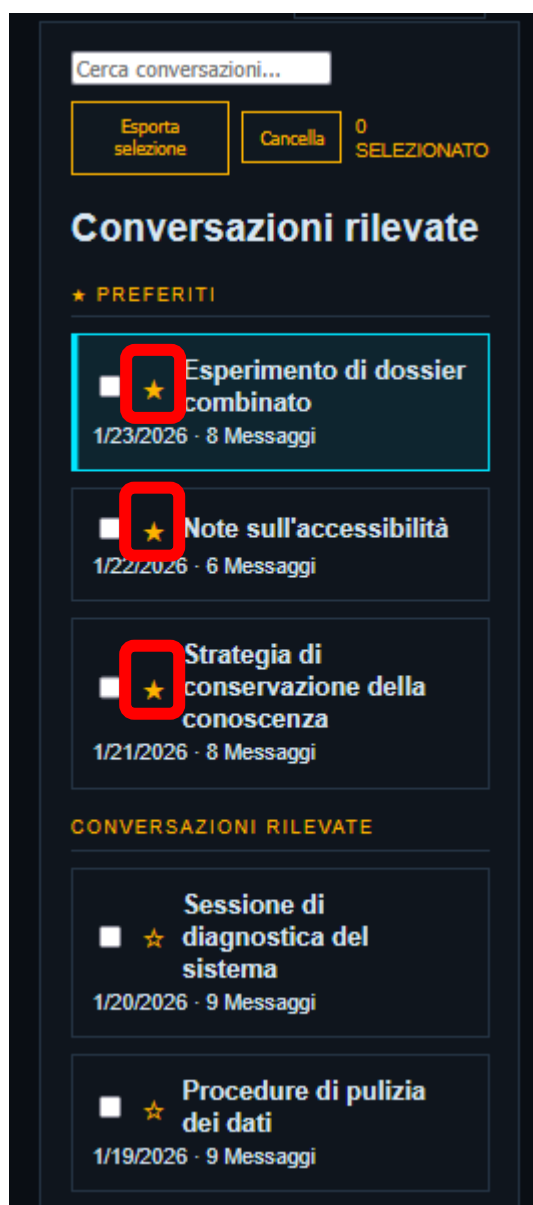 Cerca conversazioni...
Esporta
selezione
Cancella
0
SELEZIONATO
Conversazioni rilevate
★ PREFERITI
★ Esperimento di dossier
combinato
1/23/2026 · 8 Messaggi
★ Note sull'accessibilità
1/22/2026 · 6 Messaggi
Strategia di
★ conservazione della
conoscenza
1/21/2026 · 8 Messaggi
CONVERSAZIONI RILEVATE
Sessione di
☆ diagnostica del
sistema
1/20/2026 · 9 Messaggi
☆ Procedure di pulizia
dei dati
1/19/2026 · 9 Messaggi